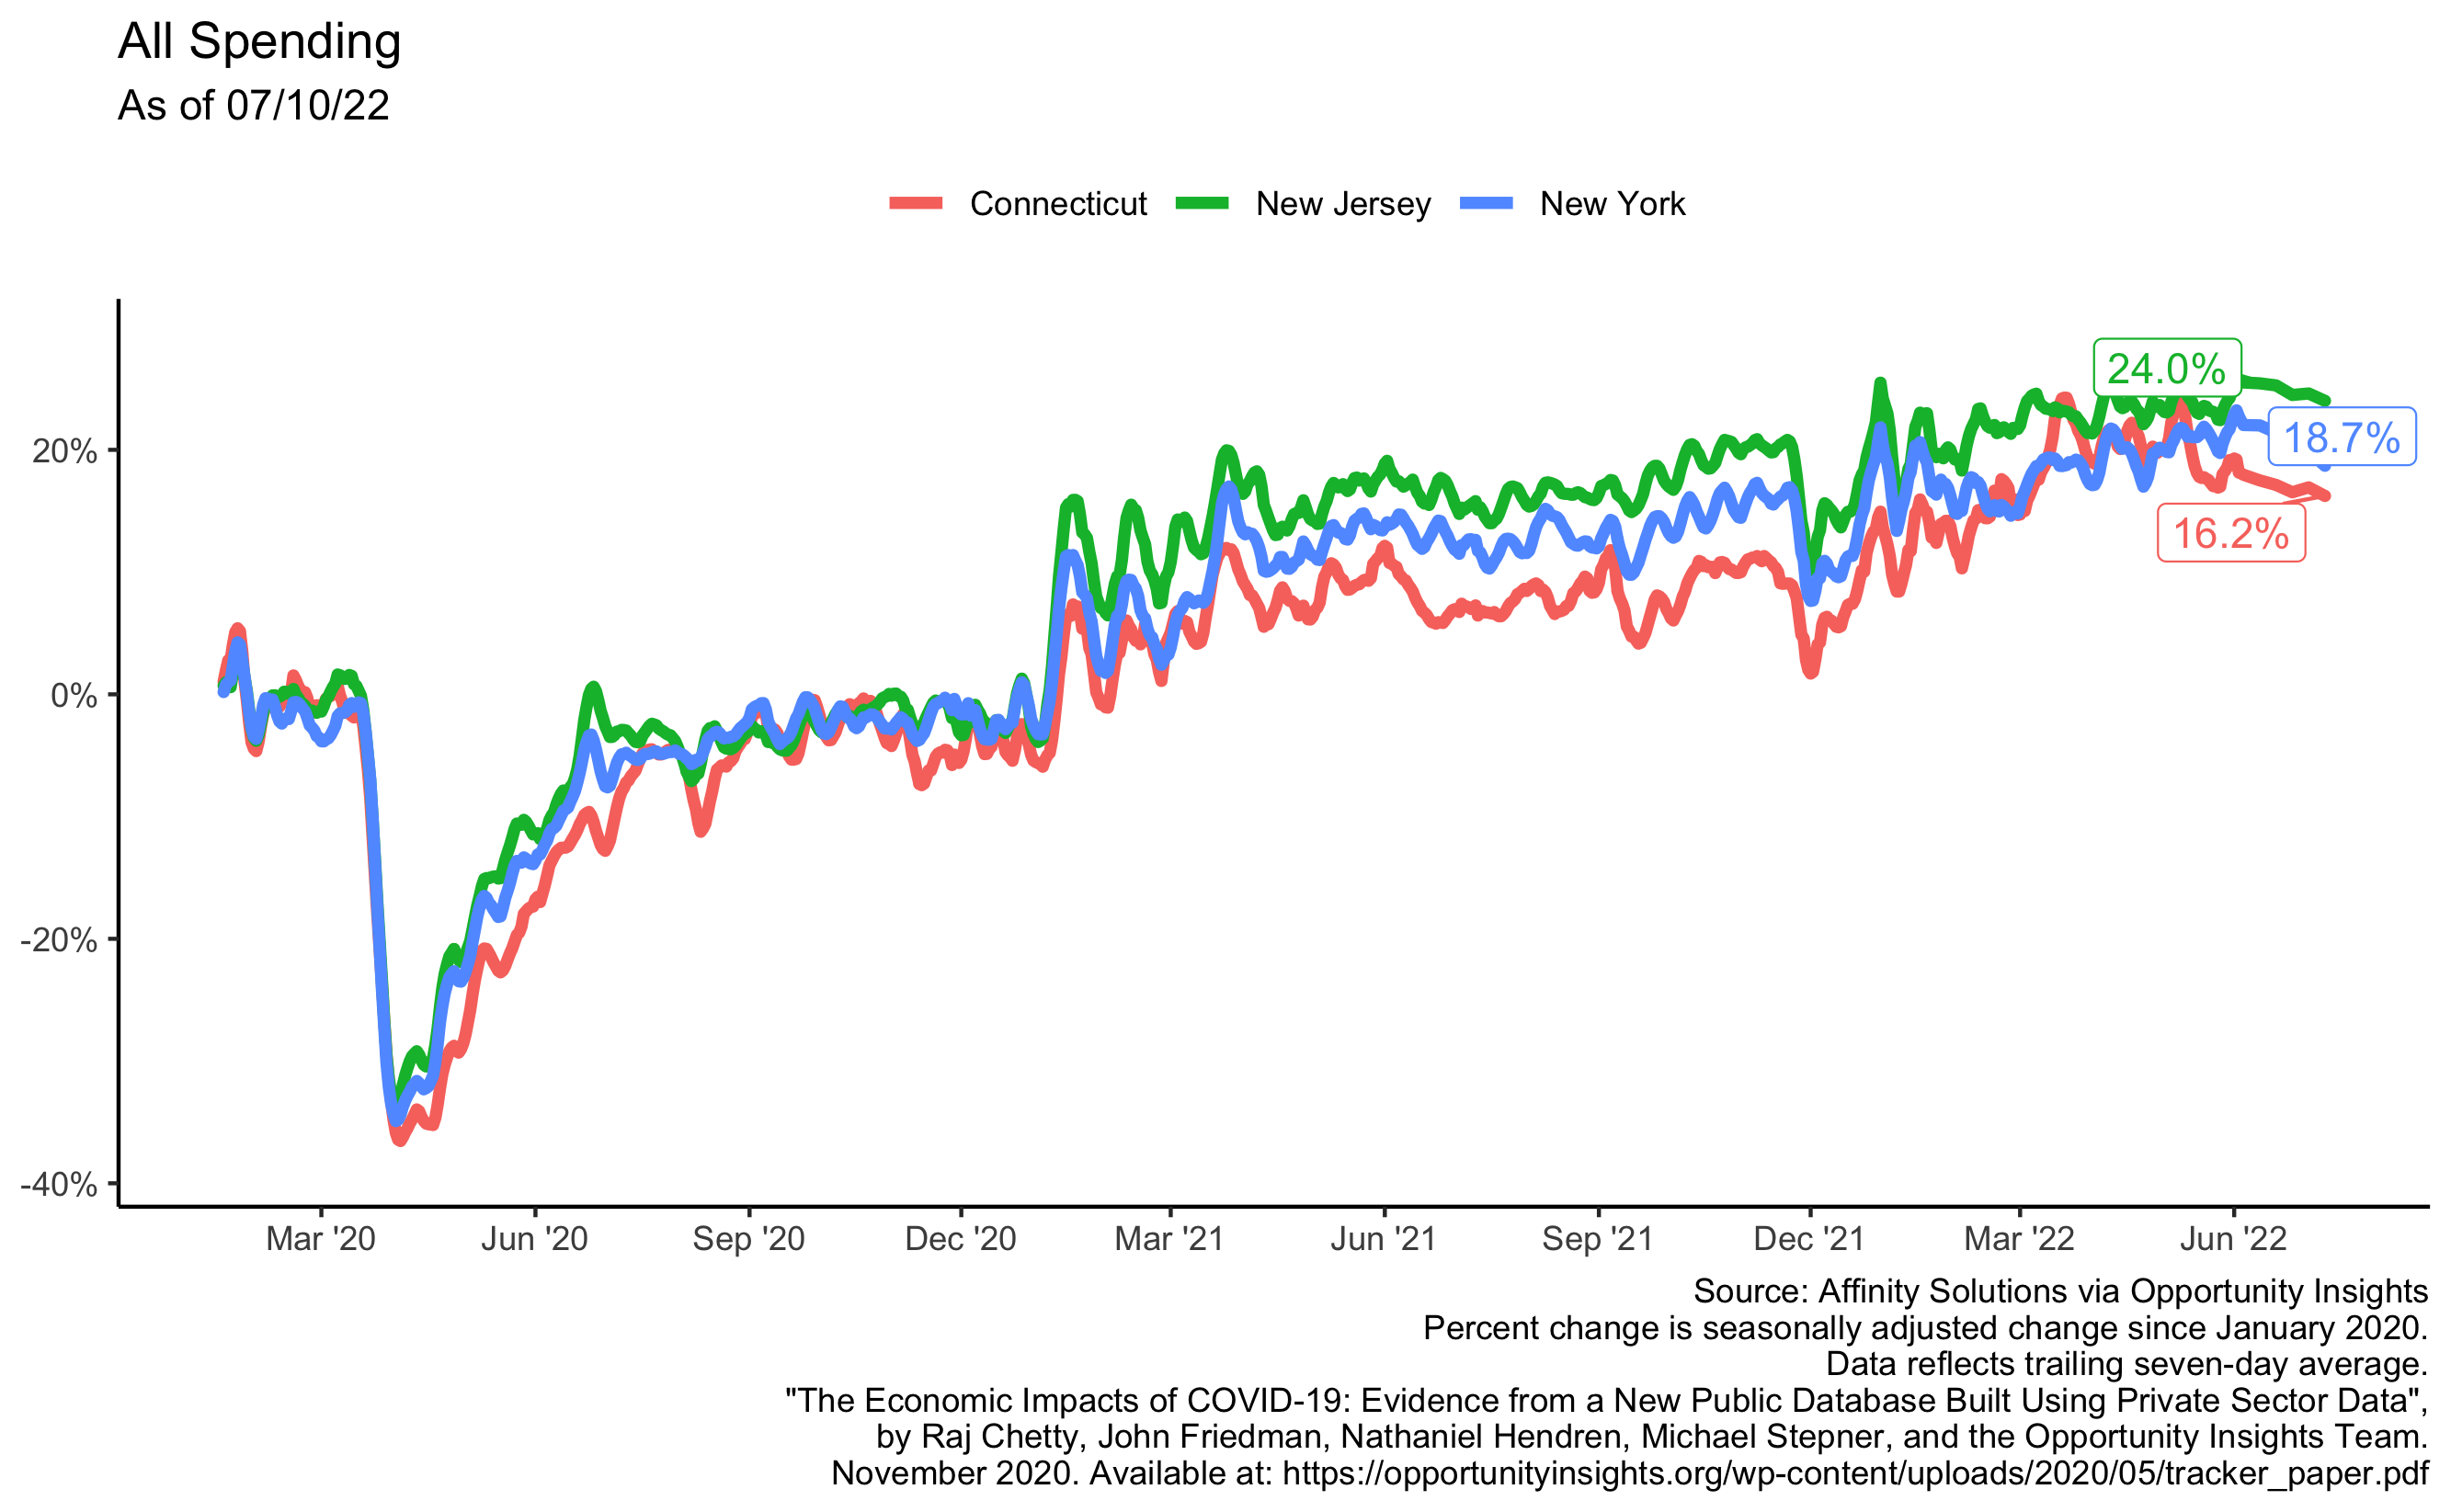 All Spending
As of 07/10/22
Connecticut New Jersey New York
24.0%
20%
18.7%
16.2%
0%
-20%
-40%
Mar '20 Jun '20 Sep '20 Dec '20 Mar '21 Jun '21 Sep '21 Dec '21 Mar '22 Jun '22
Source: Affinity Solutions via Opportunity Insights
Percent change is seasonally adjusted change since January 2020.
Data reflects trailing seven-day average.
"The Economic Impacts of COVID-19: Evidence from a New Public Database Built Using Private Sector Data",
by Raj Chetty, John Friedman, Nathaniel Hendren, Michael Stepner, and the Opportunity Insights Team.
November 2020. Available at: https://opportunityinsights.org/wp-content/uploads/2020/05/tracker_paper.pdf